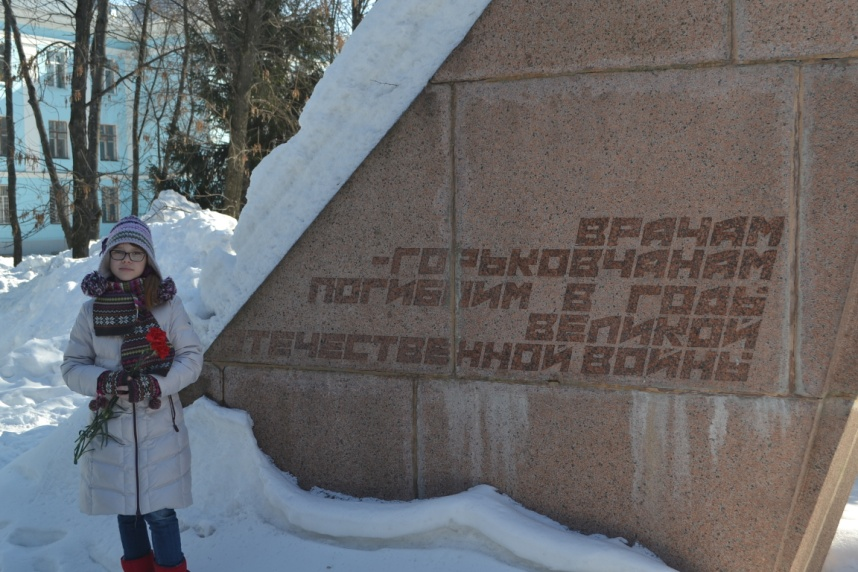 ВРАЧАМ
-ГОРЬКОВЧАНАМ
ПОГИБШИМ В ГОДЫ
ВЕЛИКОЙ
ОТЕЧЕСТВЕННОЙ ВОЙНЫ